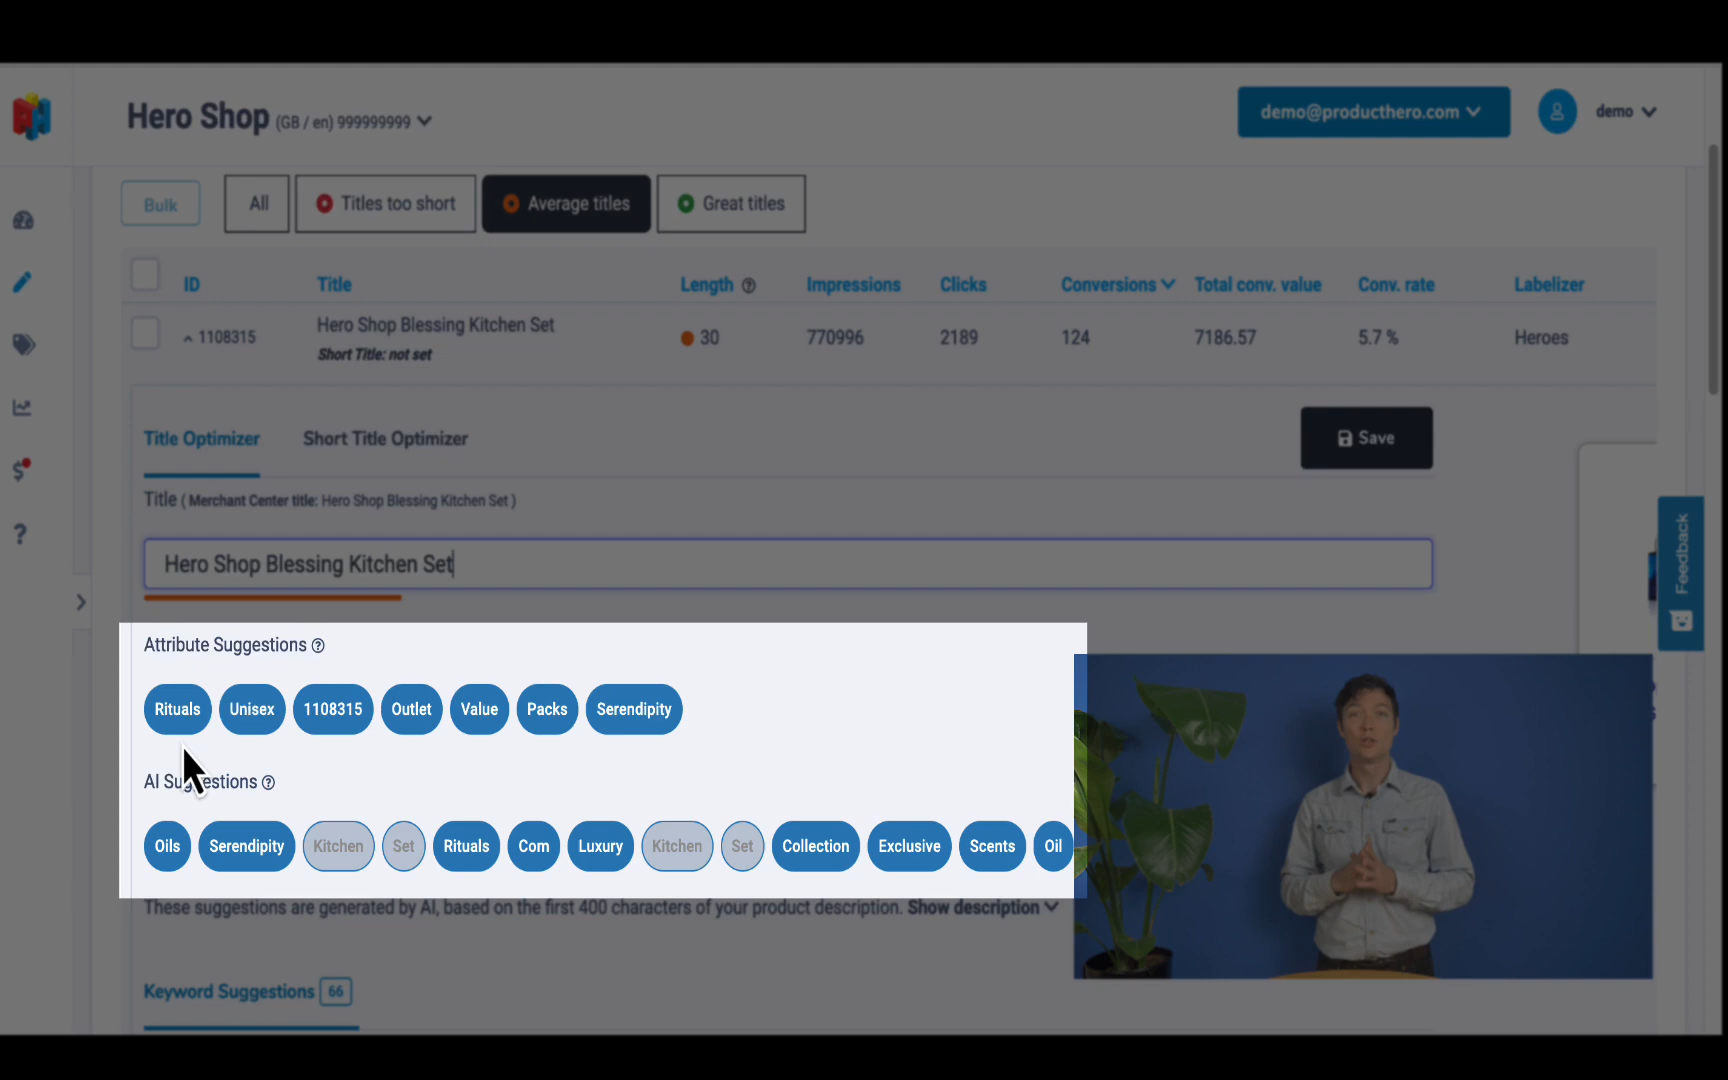 Hero Shop (GB / en) 999999999
demo@producthero.com
demo
Bulk
All
Titles too short
Average titles
Great titles
ID Title Length Impressions Clicks Conversions Total conv. value Conv. rate Labelizer
1108315 Hero Shop Blessing Kitchen Set 30 770996 2189 124 7186.57 5.7 % Heroes
Short Title: not set
Title Optimizer
Short Title Optimizer
Save
Title ( Merchant Center title: Hero Shop Blessing Kitchen Set )
Hero Shop Blessing Kitchen Set
Feedback
Attribute Suggestions ?
Rituals Unisex 1108315 Outlet Value Packs Serendipity
AI Suggestions ?
Oils Serendipity Kitchen Set Rituals Com Luxury Kitchen Set Collection Exclusive Scents Oil
These suggestions are generated by AI, based on the first 400 characters of your product description. Show description
Keyword Suggestions 66